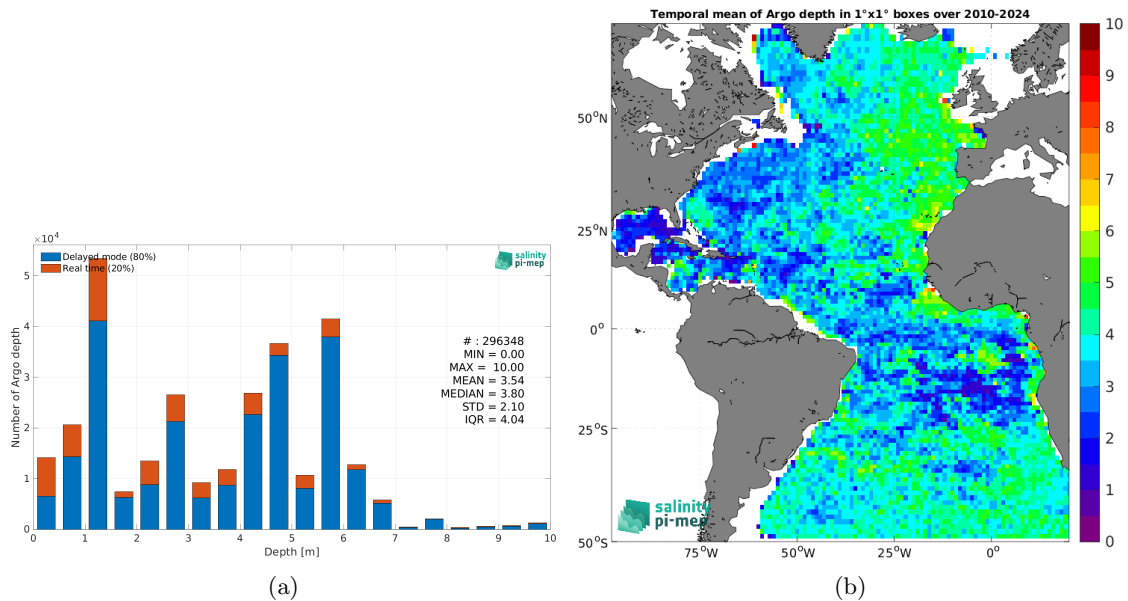 ×10⁴
Delayed mode (80%)
Real time (20%)
salinity
pi-mep
# : 296348
MIN = 0.00
MAX = 10.00
MEAN = 3.54
MEDIAN = 3.80
STD = 2.10
IQR = 4.04
Number of Argo depth
5
4
3
2
1
0
0 1 2 3 4 5 6 7 8 9 10
Depth [m]
(a)
Temporal mean of Argo depth in 1°x1° boxes over 2010-2024
50°N
25°N
0°
25°S
50°S
75°W 50°W 25°W 0°
salinity
pi-mep
10
9
8
7
6
5
4
3
2
1
0
(b)